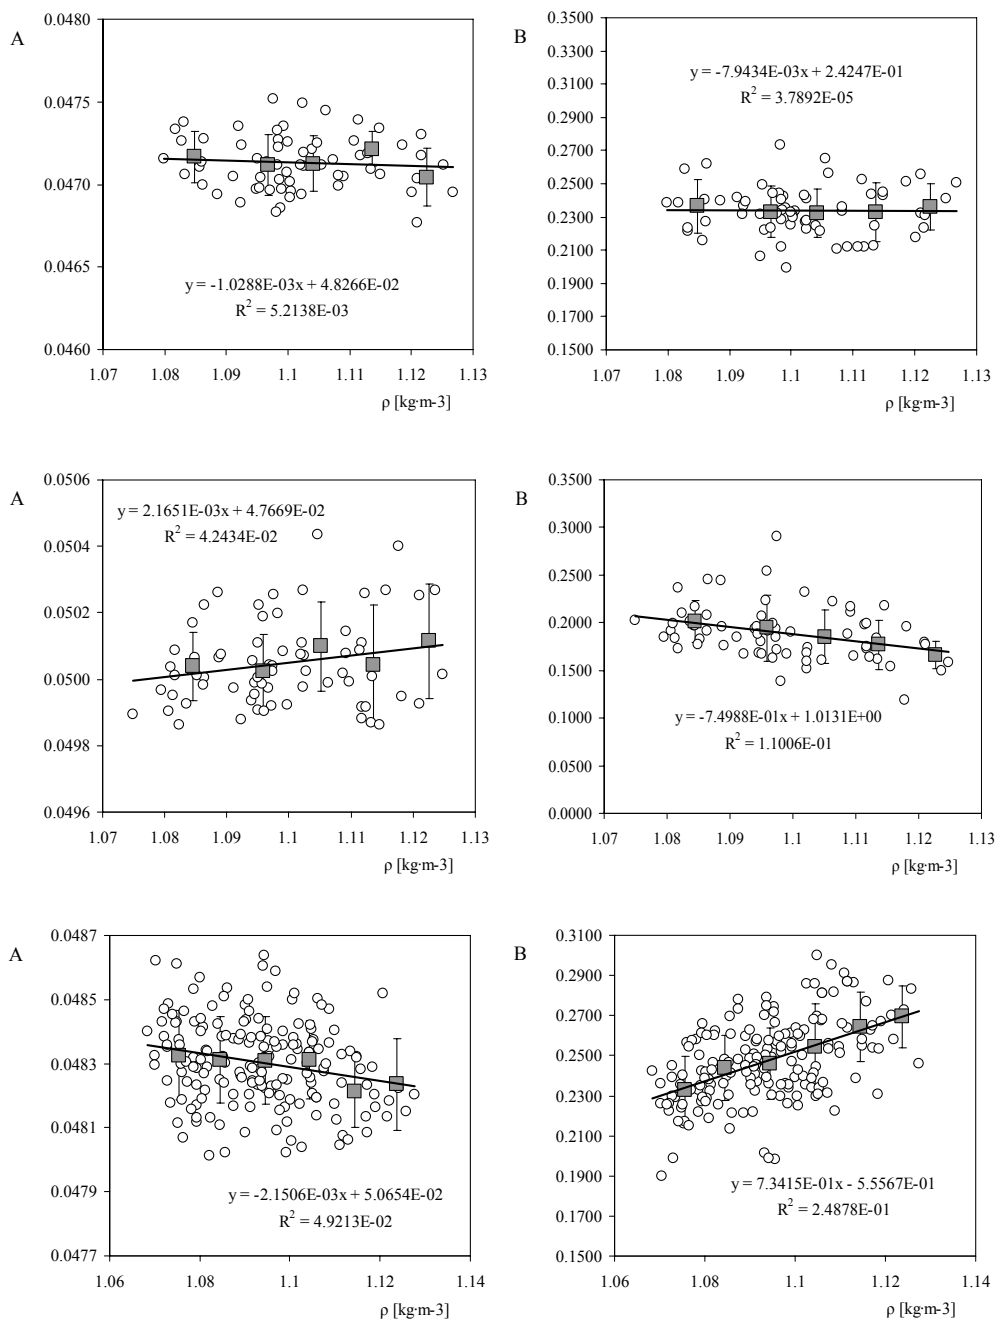 A
0.0480
0.0475
0.0470
0.0465
0.0460
y = -1.0288E-03x + 4.8266E-02
R² = 5.2138E-03
1.07 1.08 1.09 1.1 1.11 1.12 1.13
ρ [kg·m-3]
B
0.3500
0.3300
0.3100
0.2900
0.2700
0.2500
0.2300
0.2100
0.1900
0.1700
0.1500
y = -7.9434E-03x + 2.4247E-01
R² = 3.7892E-05
1.07 1.08 1.09 1.1 1.11 1.12 1.13
ρ [kg·m-3]
A
0.0506
0.0504
0.0502
0.0500
0.0498
0.0496
y = 2.1651E-03x + 4.7669E-02
R² = 4.2434E-02
1.07 1.08 1.09 1.1 1.11 1.12 1.13
ρ [kg·m-3]
B
0.3500
0.3000
0.2500
0.2000
0.1500
0.1000
0.0500
0.0000
y = -7.4988E-01x + 1.0131E+00
R² = 1.1006E-01
1.07 1.08 1.09 1.1 1.11 1.12 1.13
ρ [kg·m-3]
A
0.0487
0.0485
0.0483
0.0481
0.0479
0.0477
y = -2.1506E-03x + 5.0654E-02
R² = 4.9213E-02
1.06 1.08 1.1 1.12 1.14
ρ [kg·m-3]
B
0.3100
0.2900
0.2700
0.2500
0.2300
0.2100
0.1900
0.1700
0.1500
y = 7.3415E-01x - 5.5567E-01
R² = 2.4878E-01
1.06 1.08 1.1 1.12 1.14
ρ [kg·m-3]